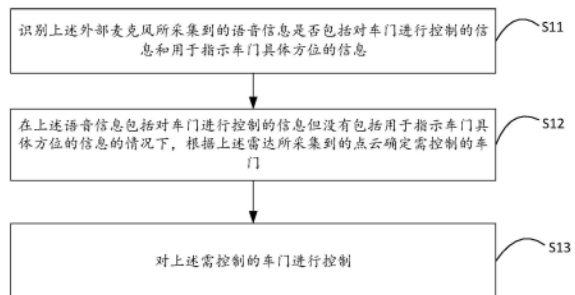 识别上述外部麦克风所采集到的语音信息是否包括对车门进行控制的信
息和用于指示车门具体方位的信息
S11
在上述语音信息包括对车门进行控制的信息但没有包括用于指示车门具
体方位的信息的情况下，根据上述雷达所采集到的点云确定需控制的车
门
S12
对上述需控制的车门进行控制
S13